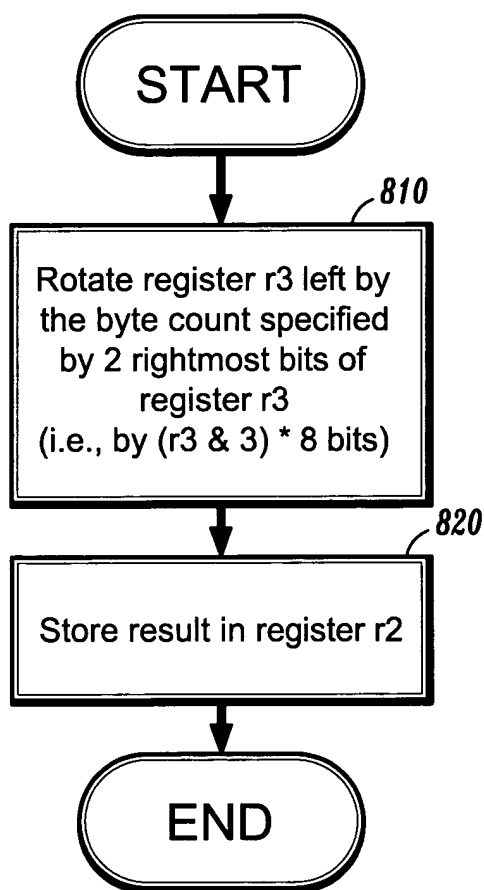 START
810
Rotate register r3 left by
the byte count specified
by 2 rightmost bits of
register r3
(i.e., by (r3 & 3) * 8 bits)
820
Store result in register r2
END